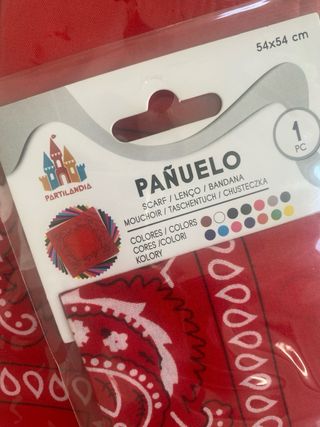 54x54 cm
1
PC
PARTILANDIA
PAÑUELO
SCARF / LENÇO / BANDANA
MOUCHOIR / TASCHENTUCH / CHUSTECZKA
COLORES / COLORS
CORES /COLORI
KOLORY